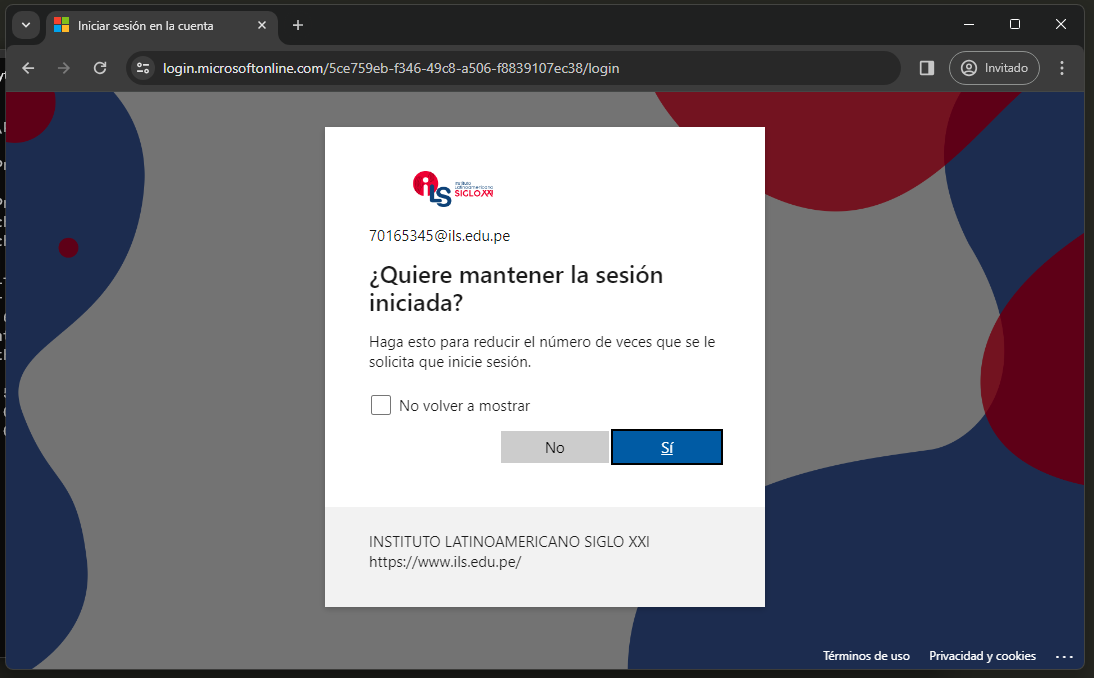 Iniciar sesión en la cuenta
login.microsoftonline.com/5ce759eb-f346-49c8-a506-f8839107ec38/login
Invitado
iLS
Instituto
Latinoamericano
SIGLO XXI
70165345@ils.edu.pe
¿Quiere mantener la sesión
iniciada?
Haga esto para reducir el número de veces que se le
solicita que inicie sesión.
No volver a mostrar
No
Sí
INSTITUTO LATINOAMERICANO SIGLO XXI
https://www.ils.edu.pe/
Términos de uso
Privacidad y cookies